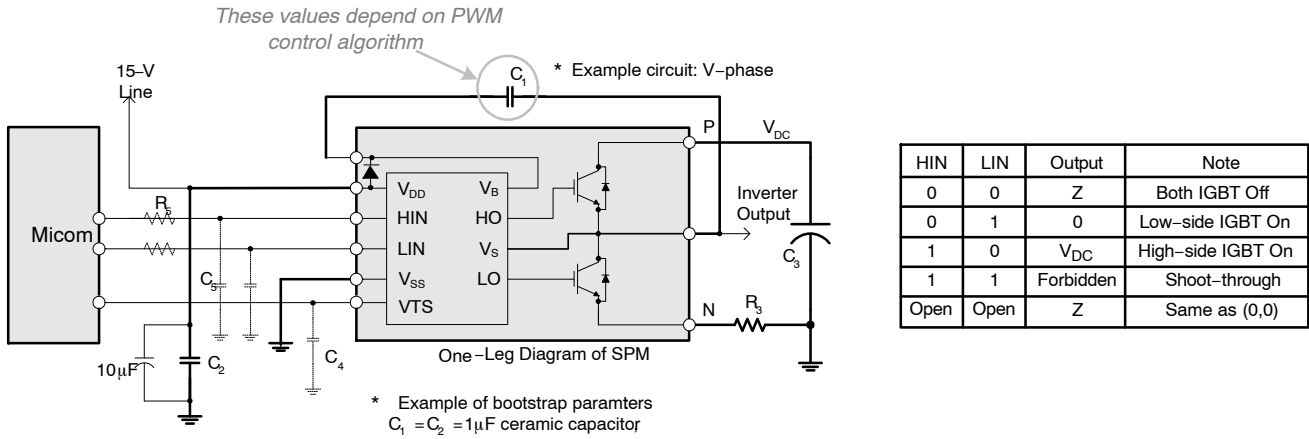 These values depend on PWM
control algorithm
15−V
Line
C1
* Example circuit: V−phase
P
VDC
Micom
R5
C5
10μF
C2
C4
VDD
HIN
LIN
VSS
VTS
VB
HO
VS
LO
Inverter
Output
C3
N
R3
One−Leg Diagram of SPM
* Example of bootstrap paramters
C1 = C2 = 1μF ceramic capacitor,
HIN LIN Output Note
0 0 Z Both IGBT Off
0 1 0 Low−side IGBT On
1 0 VDC High−side IGBT On
1 1 Forbidden Shoot−through
Open Open Z Same as (0,0)